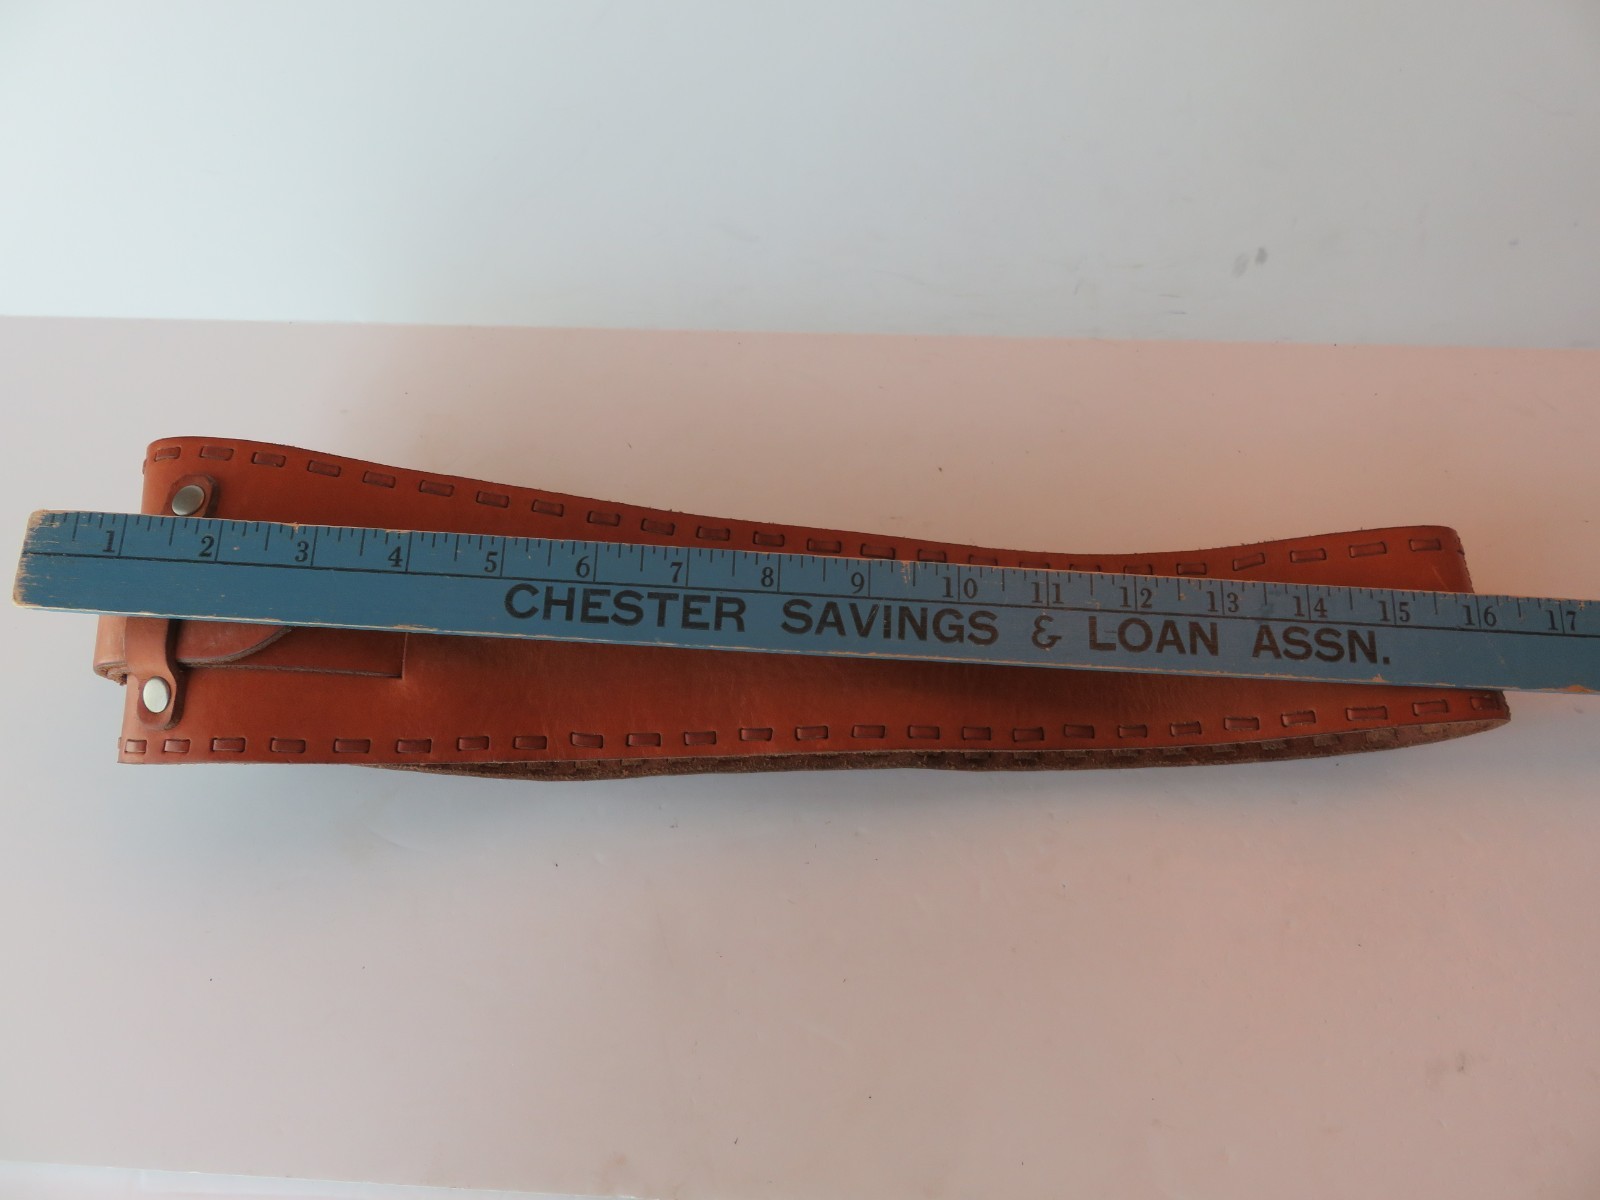 1 2 3 4 5 6 7 8 9 10 11 12 13 14 15 16 17
CHESTER SAVINGS & LOAN ASSN.